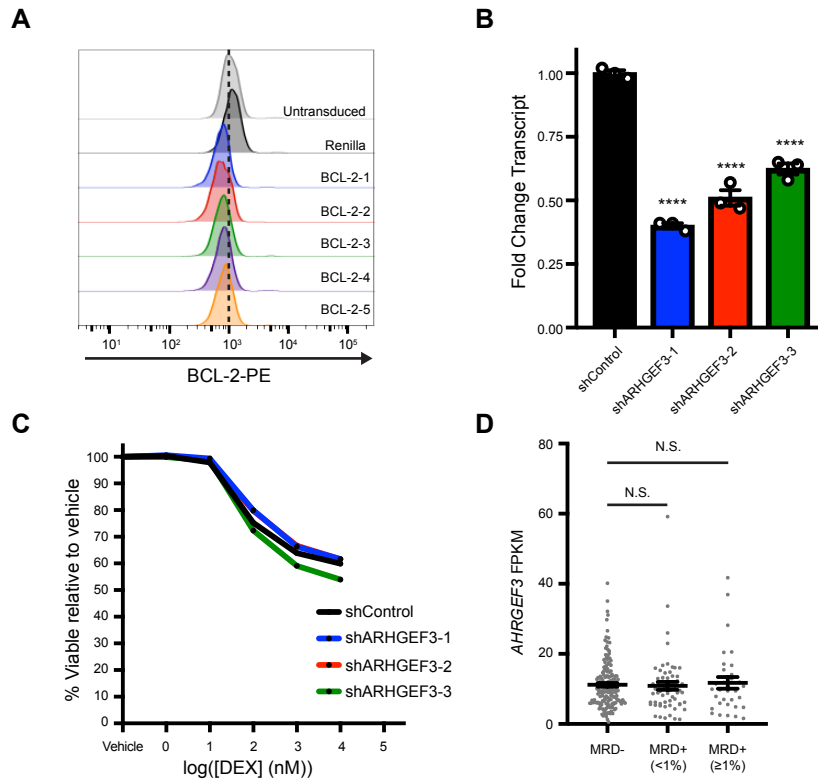 A
Untransduced
Renilla
BCL-2-1
BCL-2-2
BCL-2-3
BCL-2-4
BCL-2-5
10¹ 10² 10³ 10⁴ 10⁵
BCL-2-PE
B
Fold Change Transcript
1.00
0.75
0.50
0.25
0.00
****
****
****
shControl
shARHGEF3-1
shARHGEF3-2
shARHGEF3-3
C
% Viable relative to vehicle
100
90
80
70
60
50
40
30
20
10
0
shControl
shARHGEF3-1
shARHGEF3-2
shARHGEF3-3
Vehicle 0 1 2 3 4 5
log([DEX] (nM))
D
AHRGEF3 FPKM
80
60
40
20
0
N.S.
N.S.
MRD-
MRD+
(<1%)
MRD+
(≥1%)